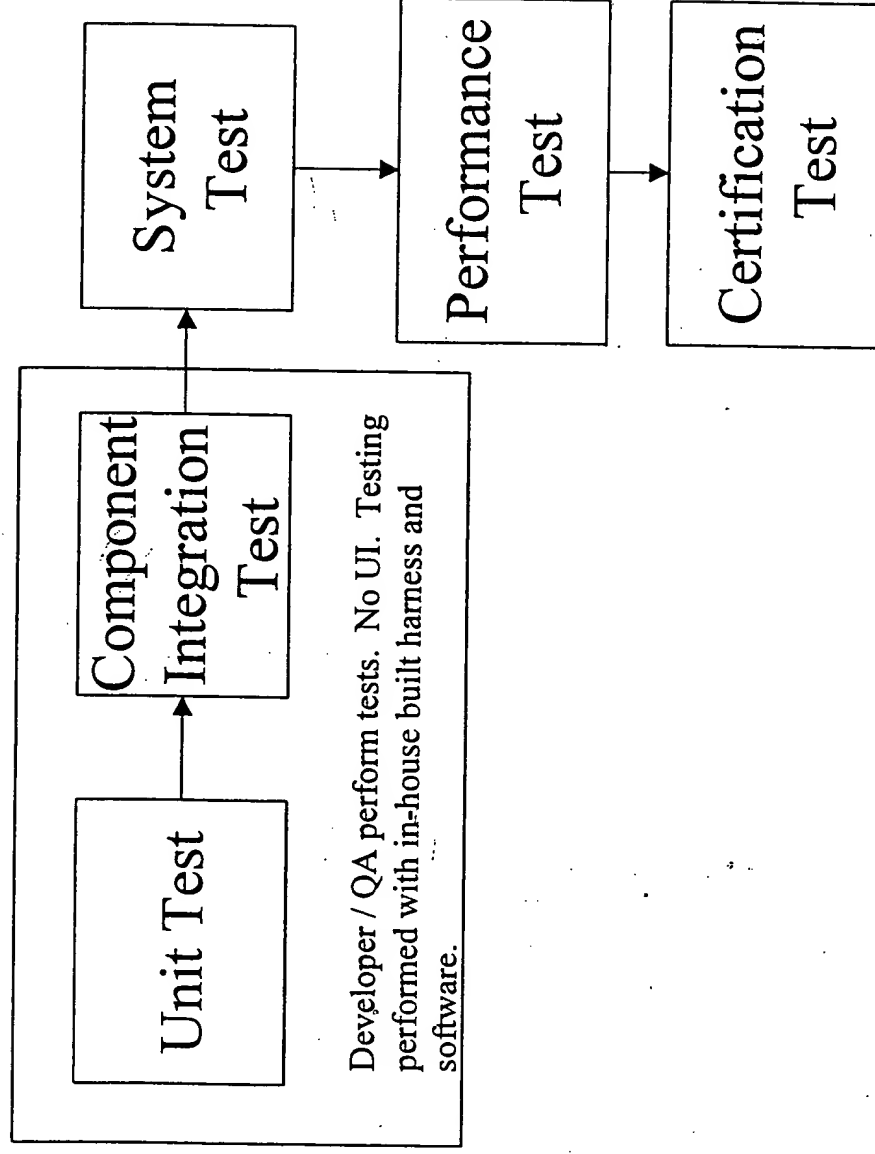 Unit Test
Component
Integration
Test
Developer / QA perform tests. No UI. Testing
performed with in-house built harness and
software.
System
Test
Performance
Test
Certification
Test